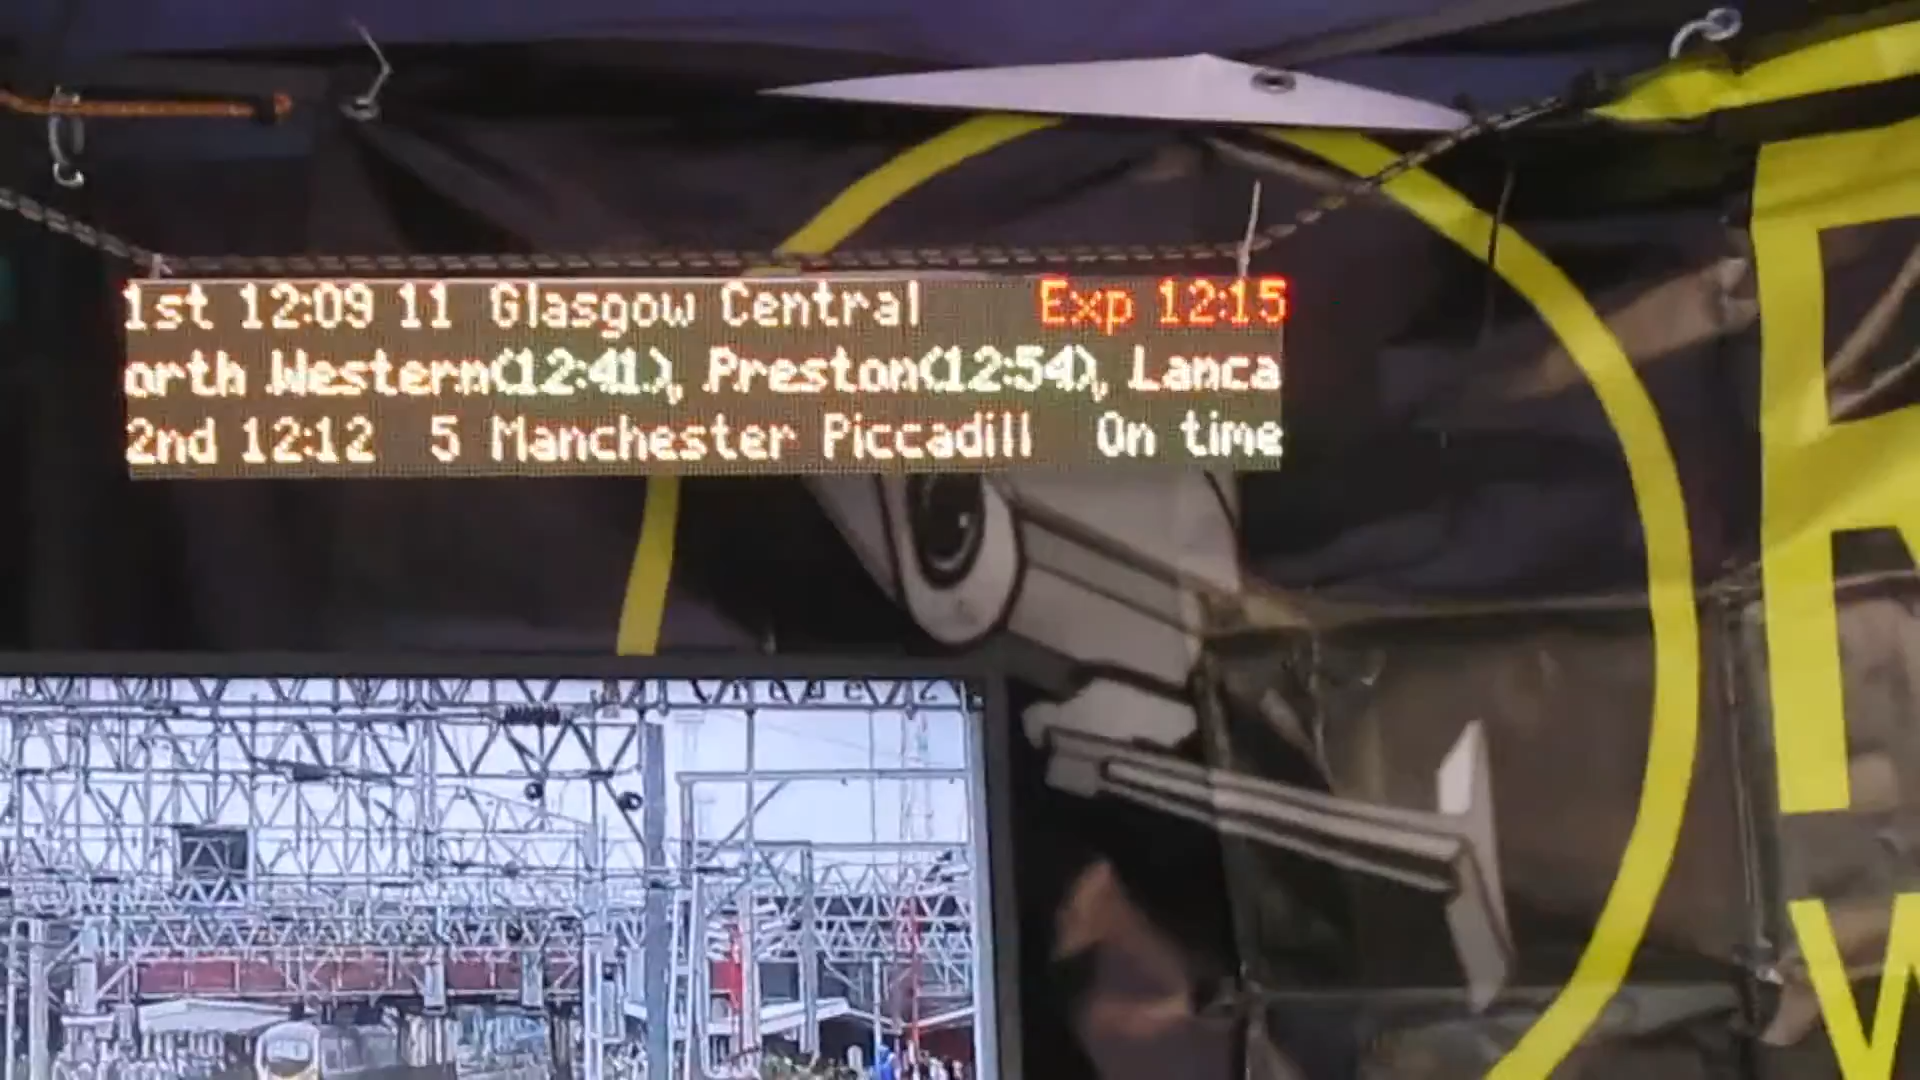 1st 12:09 11 Glasgow Central Exp 12:15
orth Western(12:41), Preston(12:54), Lanca
2nd 12:12 5 Manchester Piccadill On time